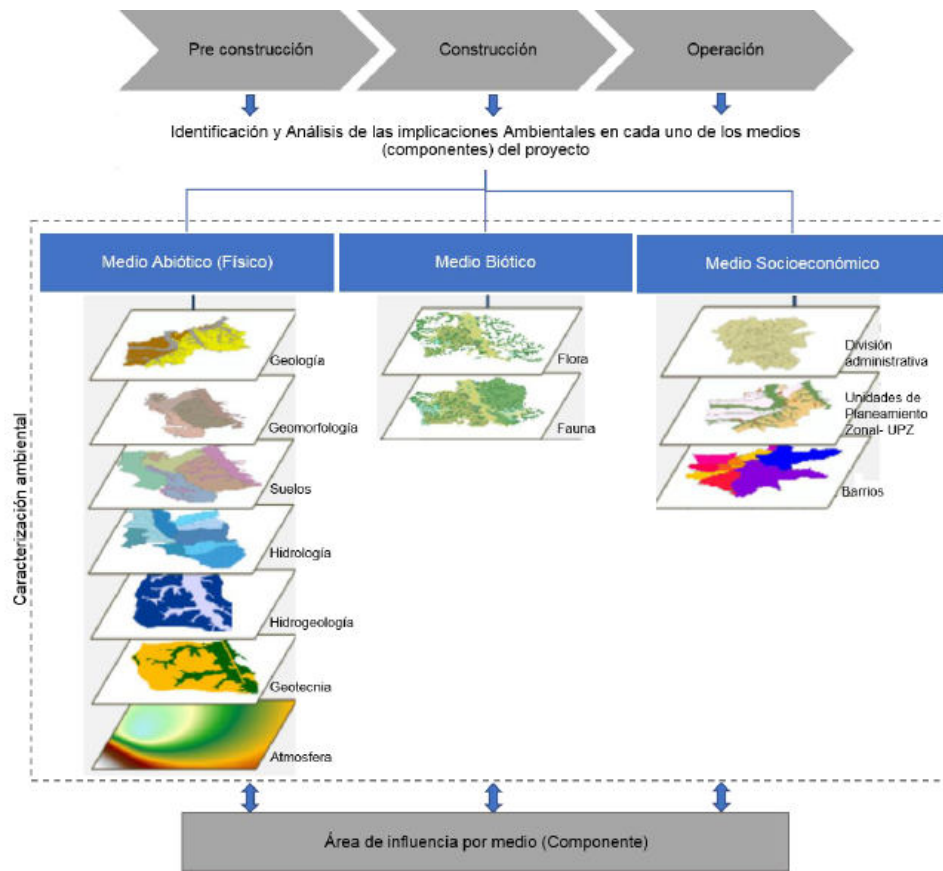 Pre construcción
Construcción
Operación
Identificación y Análisis de las implicaciones Ambientales en cada uno de los medios
(componentes) del proyecto
Medio Abiótico (Físico)
Medio Biótico
Medio Socioeconómico
Caracterización ambiental
Geología
Geomorfología
Suelos
Hidrología
Hidrogeología
Geotecnia
Atmosfera
Flora
Fauna
División
administrativa
Unidades de
Planeamiento
Zonal- UPZ
Barrios
Área de influencia por medio (Componente)